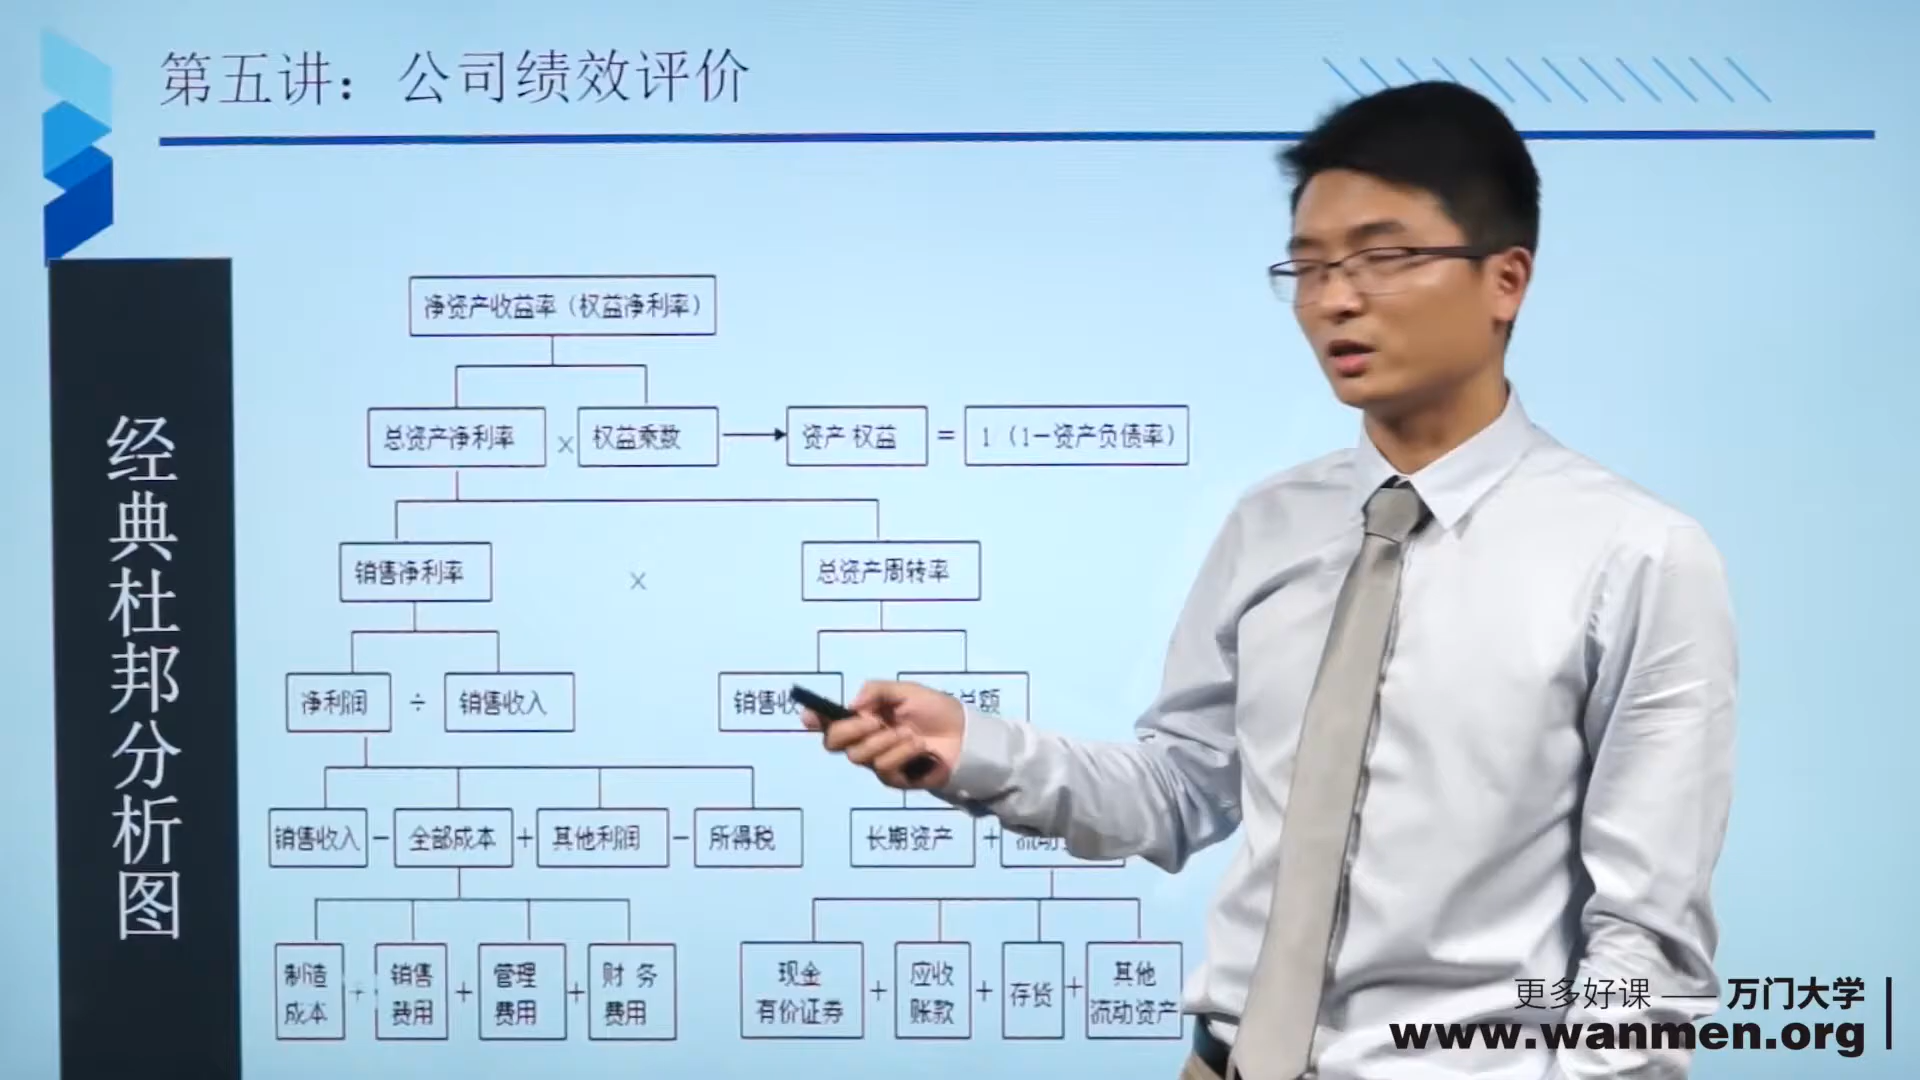 第五讲：公司绩效评价
经典杜邦分析图
净资产收益率（权益净利率）
总资产净利率 × 权益乘数 资产 权益 = 1（1-资产负债率）
销售净利率 × 总资产周转率
净利润 ÷ 销售收入 销售 总额
销售收入 - 全部成本 + 其他利润 - 所得税 长期资产 +
制造 销售 管理 财 务 现金 应收 其他
成本 + 费用 + 费用 + 费用 有价证券 + 账款 + 存货 + 流动资产
更多好课 —— 万门大学
www.wanmen.org